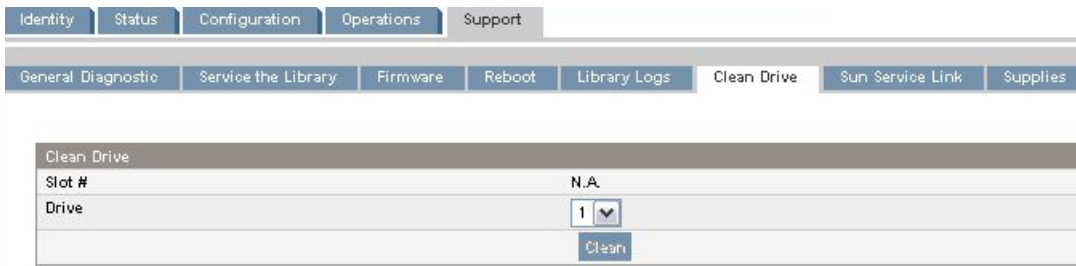 Identity Status Configuration Operations Support
General Diagnostic Service the Library Firmware Reboot Library Logs Clean Drive Sun Service Link Supplies
Clean Drive
Slot # N.A.
Drive 1
Clean